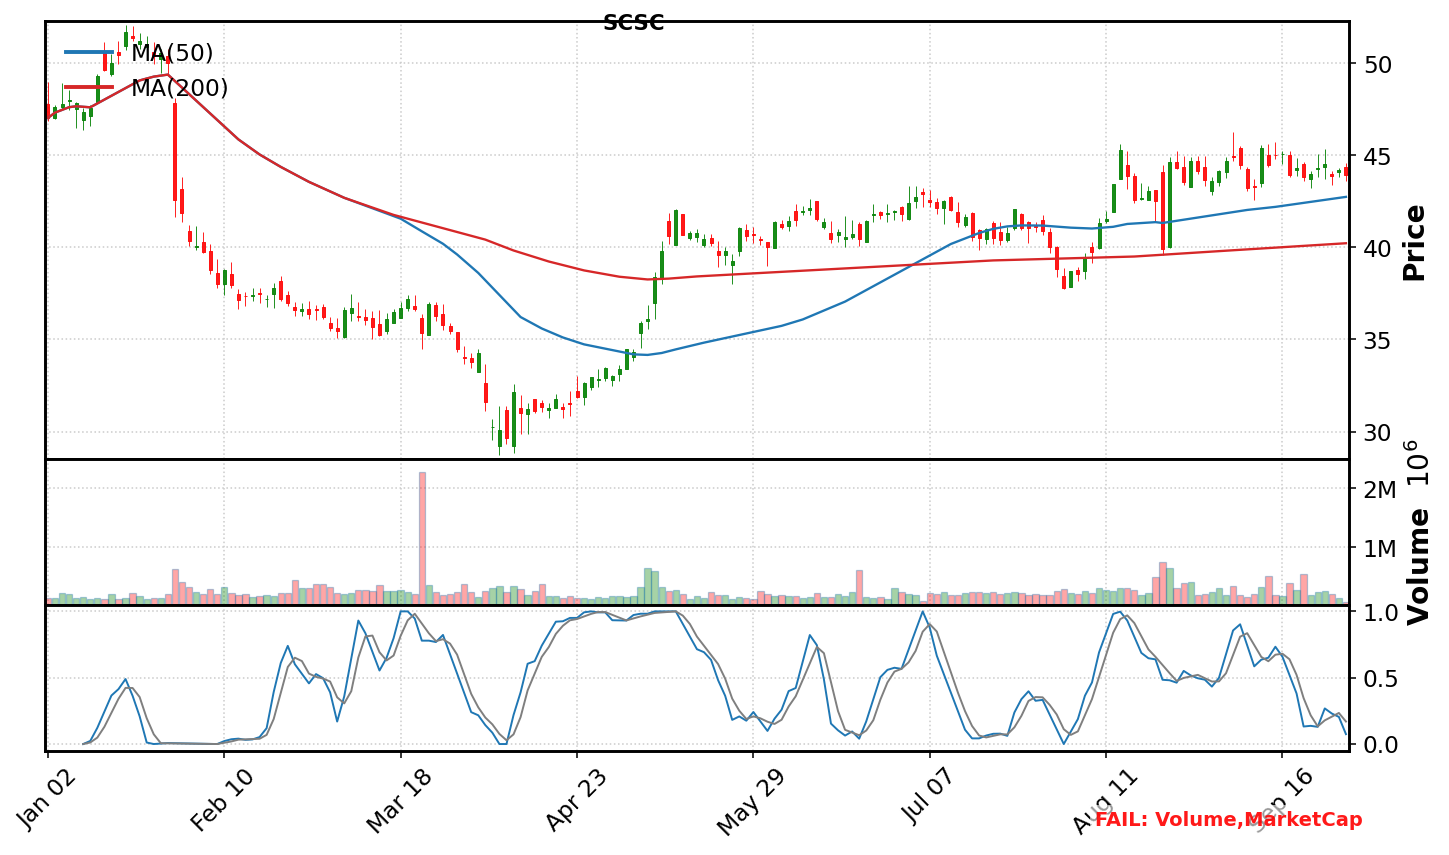 SCSC
MA(50)
MA(200)
50
45
40
35
30
Price
2M
1M
Volume 10^6
1.0
0.5
0.0
Jan 02
Feb 10
Mar 18
Apr 23
May 29
Jul 07
Aug 11
Sep 16
FAIL: Volume,MarketCap